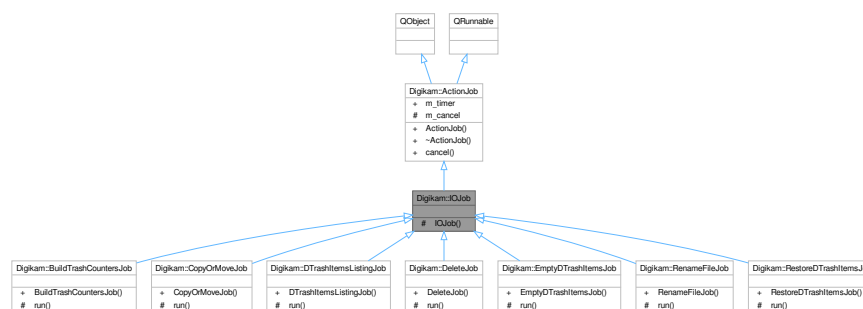 QObject
QRunnable
Digikam::ActionJob
+ m_timer
# m_cancel
+ ActionJob()
+ ~ActionJob()
+ cancel()
Digikam::IOJob
# IOJob()
Digikam::BuildTrashCountersJob
+ BuildTrashCountersJob()
# run()
Digikam::CopyOrMoveJob
+ CopyOrMoveJob()
# run()
Digikam::DTrashItemsListingJob
+ DTrashItemsListingJob()
# run()
Digikam::DeleteJob
+ DeleteJob()
# run()
Digikam::EmptyDTrashItemsJob
+ EmptyDTrashItemsJob()
# run()
Digikam::RenameFileJob
+ RenameFileJob()
# run()
Digikam::RestoreDTrashItemsJ
+ RestoreDTrashItemsJob()
# run()